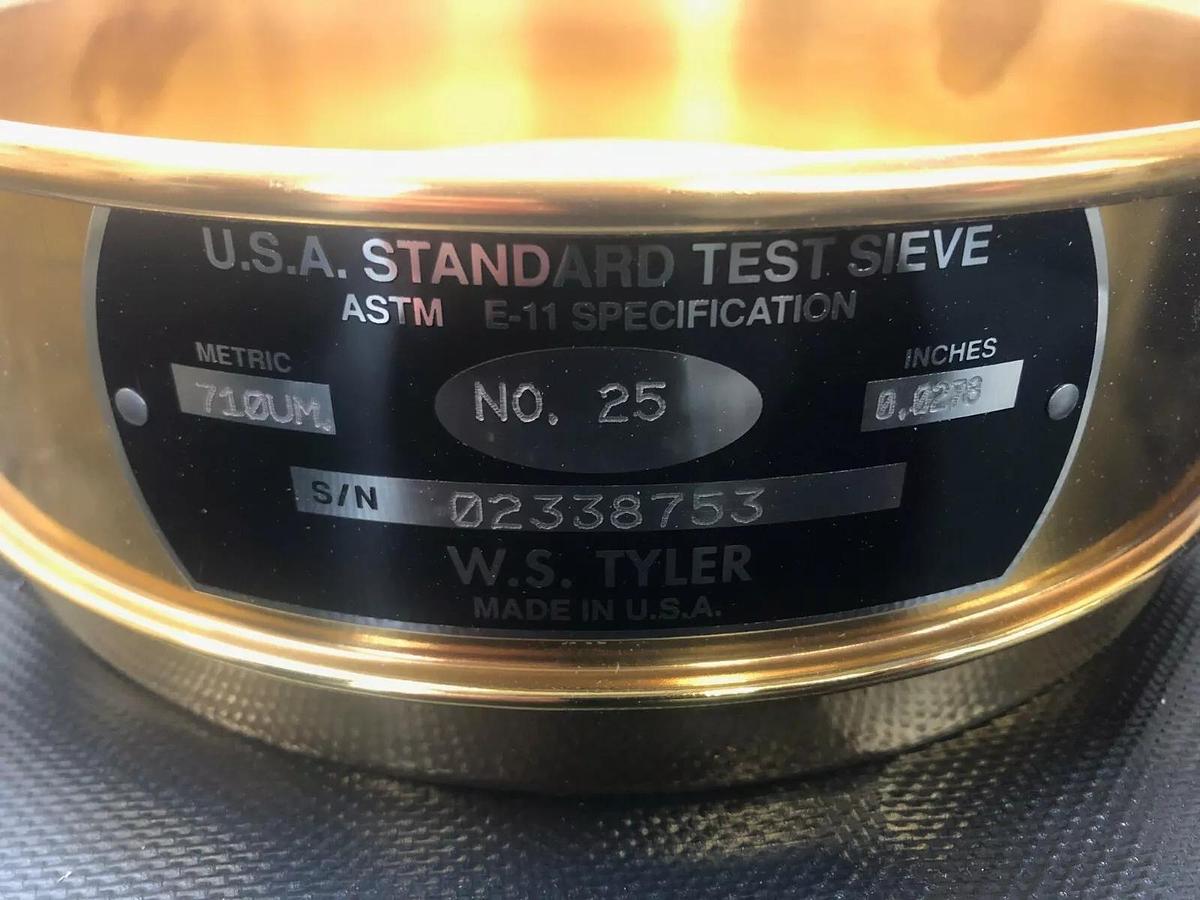 U.S.A. STANDARD TEST SIEVE
ASTM E-11 SPECIFICATION
METRIC
INCHES
710UM.
NO. 25
0.0278
S/N 02338753
W.S. TYLER
MADE IN U.S.A.